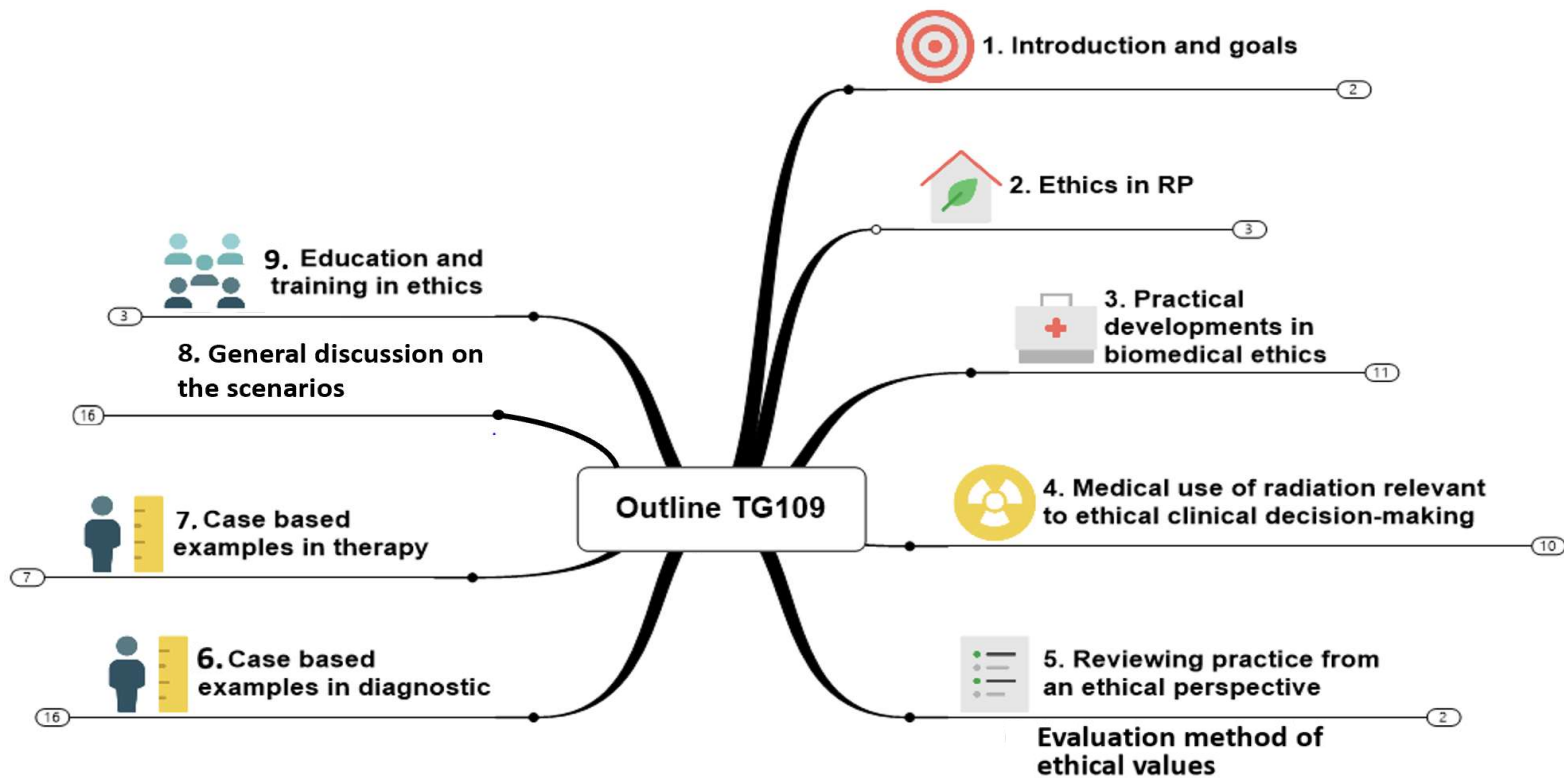 Outline TG109
1. Introduction and goals
2
2. Ethics in RP
3
3. Practical
developments in
biomedical ethics
11
4. Medical use of radiation relevant
to ethical clinical decision-making
10
5. Reviewing practice from
an ethical perspective
2
Evaluation method of
ethical values
6. Case based
examples in diagnostic
16
7. Case based
examples in therapy
7
8. General discussion on
the scenarios
16
9. Education and
training in ethics
3